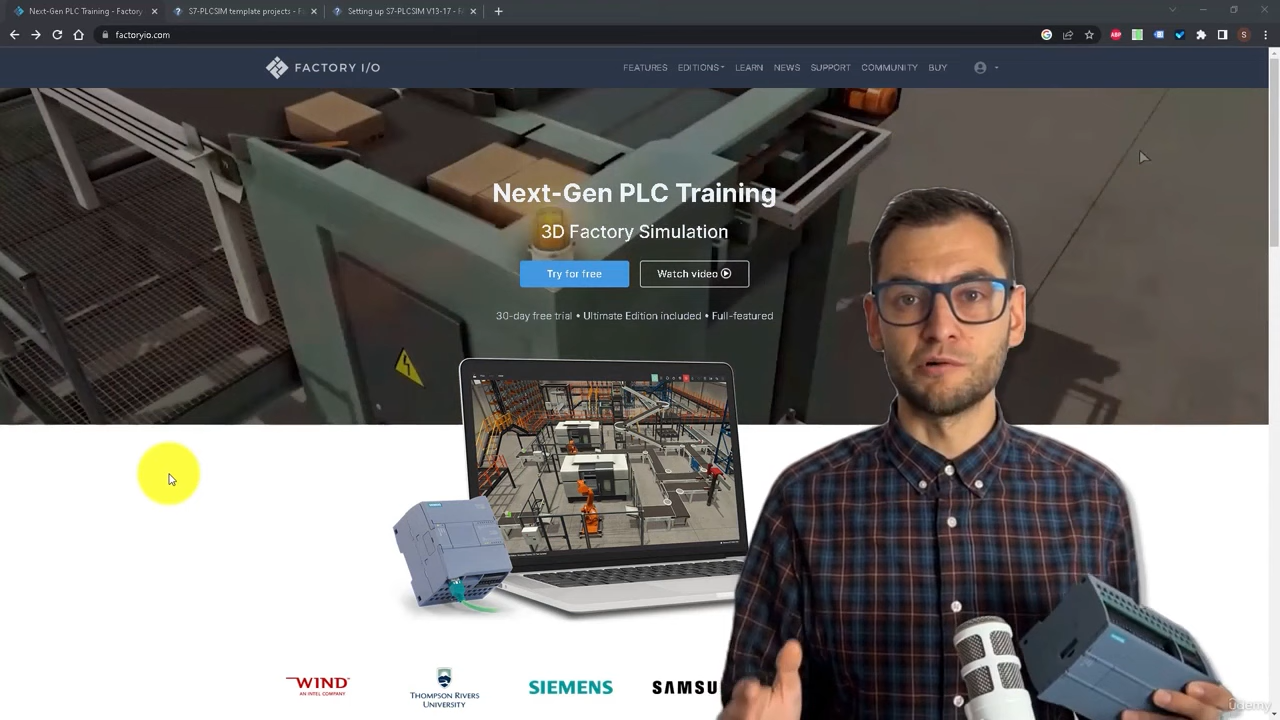 Next-Gen PLC Training - Factory
S7-PLCSIM template projects - F
Setting up S7-PLCSIM V13-17 - F
factoryio.com
ABP
S
FACTORY I/O
FEATURES
EDITIONS
LEARN
NEWS
SUPPORT
COMMUNITY
BUY
Next-Gen PLC Training
3D Factory Simulation
Try for free
Watch video
30-day free trial • Ultimate Edition included • Full-featured
WIND
AN INTEL COMPANY
THOMPSON RIVERS
UNIVERSITY
SIEMENS
SAMSU
udemy